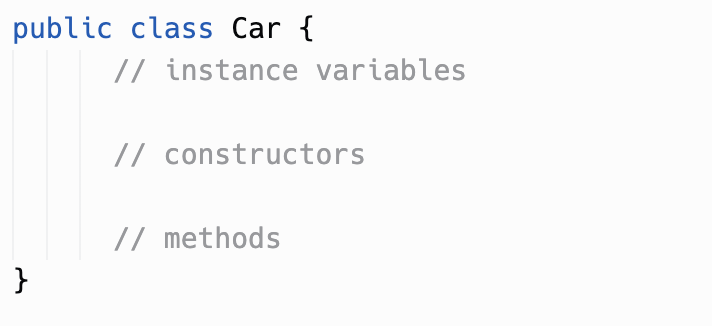 public class Car {
// instance variables
// constructors
// methods
}